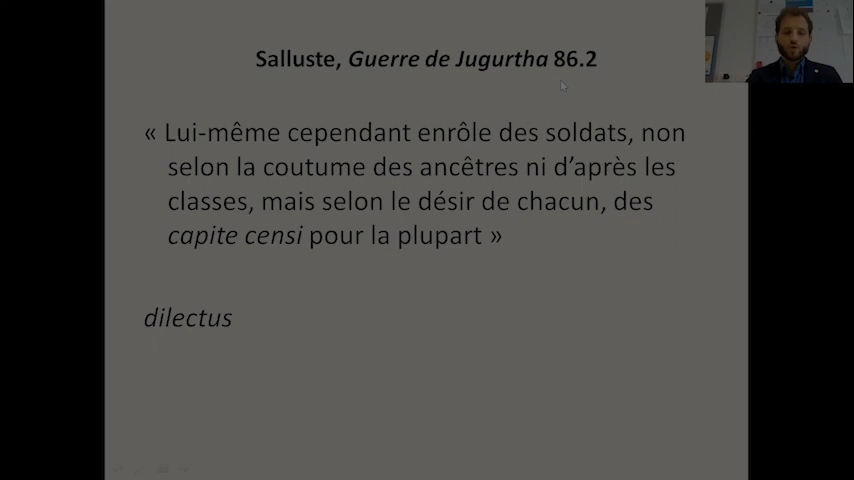 Salluste, Guerre de Jugurtha 86.2
« Lui-même cependant enrôle des soldats, non
selon la coutume des ancêtres ni d’après les
classes, mais selon le désir de chacun, des
capite censi pour la plupart »
dilectus